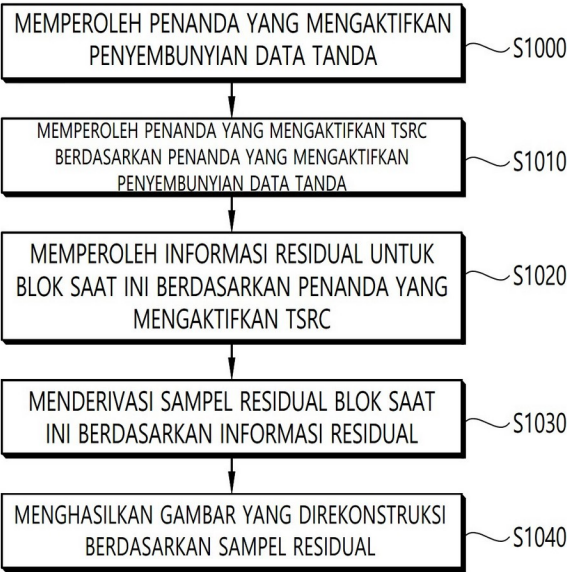 MEMPEROLEH PENANDA YANG MENGAKTIFKAN
PENYEMBUNYIAN DATA TANDA
S1000
MEMPEROLEH PENANDA YANG MENGAKTIFKAN TSRC
BERDASARKAN PENANDA YANG MENGAKTIFKAN
PENYEMBUNYIAN DATA TANDA
S1010
MEMPEROLEH INFORMASI RESIDUAL UNTUK
BLOK SAAT INI BERDASARKAN PENANDA YANG
MENGAKTIFKAN TSRC
S1020
MENDERIVASI SAMPEL RESIDUAL BLOK SAAT
INI BERDASARKAN INFORMASI RESIDUAL
S1030
MENGHASILKAN GAMBAR YANG DIREKONSTRUKSI
BERDASARKAN SAMPEL RESIDUAL
S1040